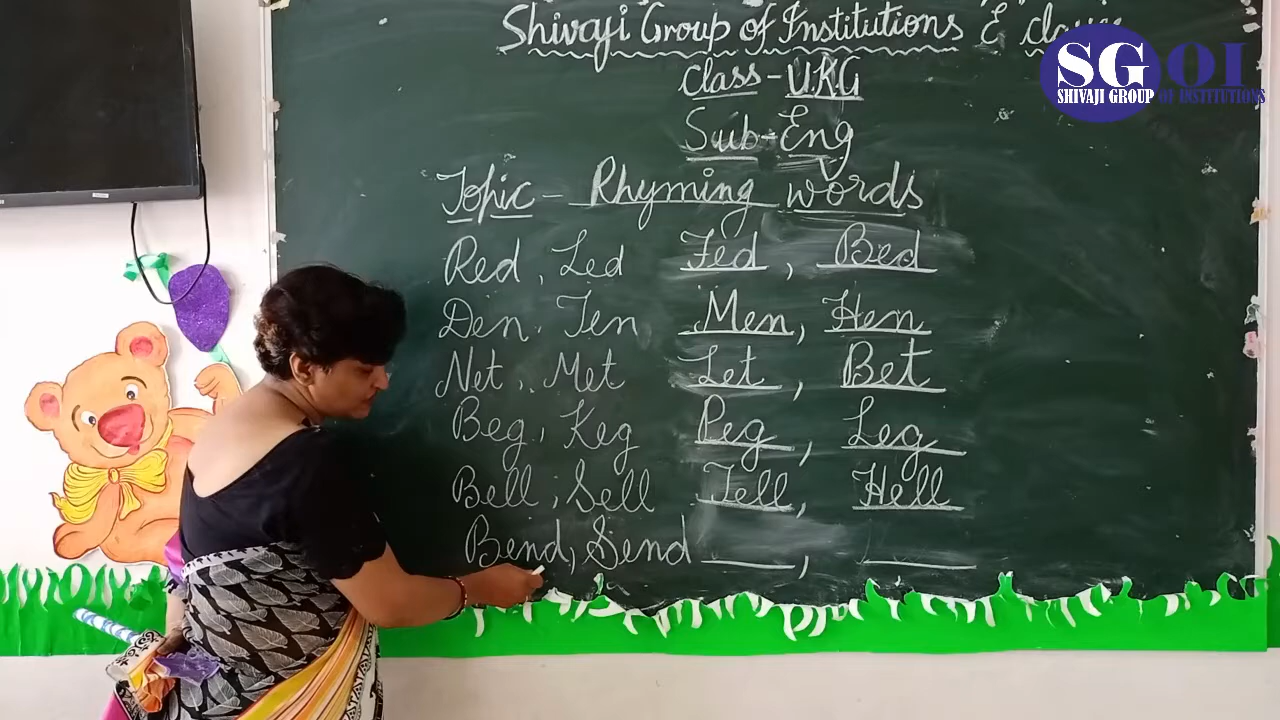 Shivaji Group of Institutions E
SGOI
SHIVAJI GROUP OF INSTITUTIONS
Class - U.K.G
Sub - Eng
Topic - Rhyming words
Red , Led Fed , Bed
Den , Ten Men , Hen
Net , Met Let , Bet
Beg , Keg Peg , Leg
Bell , Sell Tell , Hell
Bend , Send ____ , ____